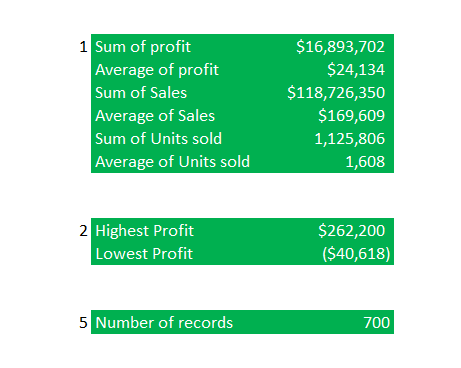 1 Sum of profit $16,893,702
Average of profit $24,134
Sum of Sales $118,726,350
Average of Sales $169,609
Sum of Units sold 1,125,806
Average of Units sold 1,608
2 Highest Profit $262,200
Lowest Profit ($40,618)
5 Number of records 700